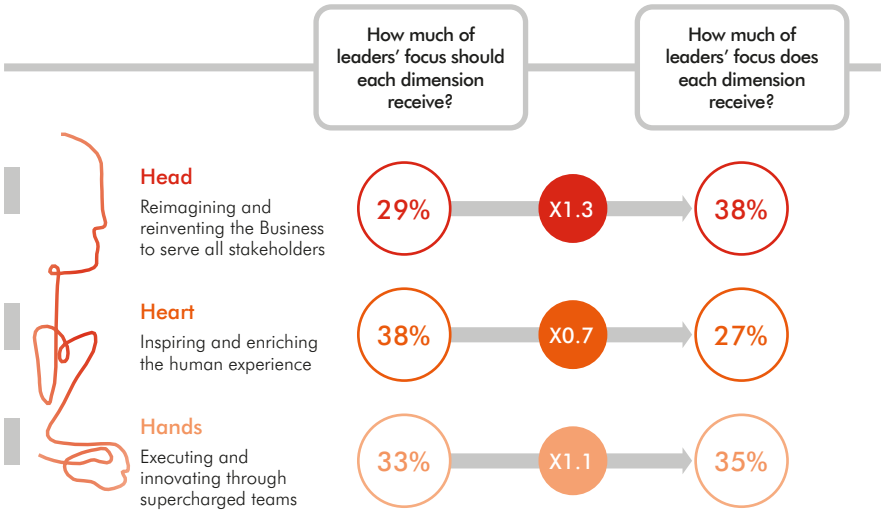 How much of
leaders’ focus should
each dimension
receive?
How much of
leaders’ focus does
each dimension
receive?
Head
Reimagining and
reinventing the Business
to serve all stakeholders
29%
X1.3
38%
Heart
Inspiring and enriching
the human experience
38%
X0.7
27%
Hands
Executing and
innovating through
supercharged teams
33%
X1.1
35%